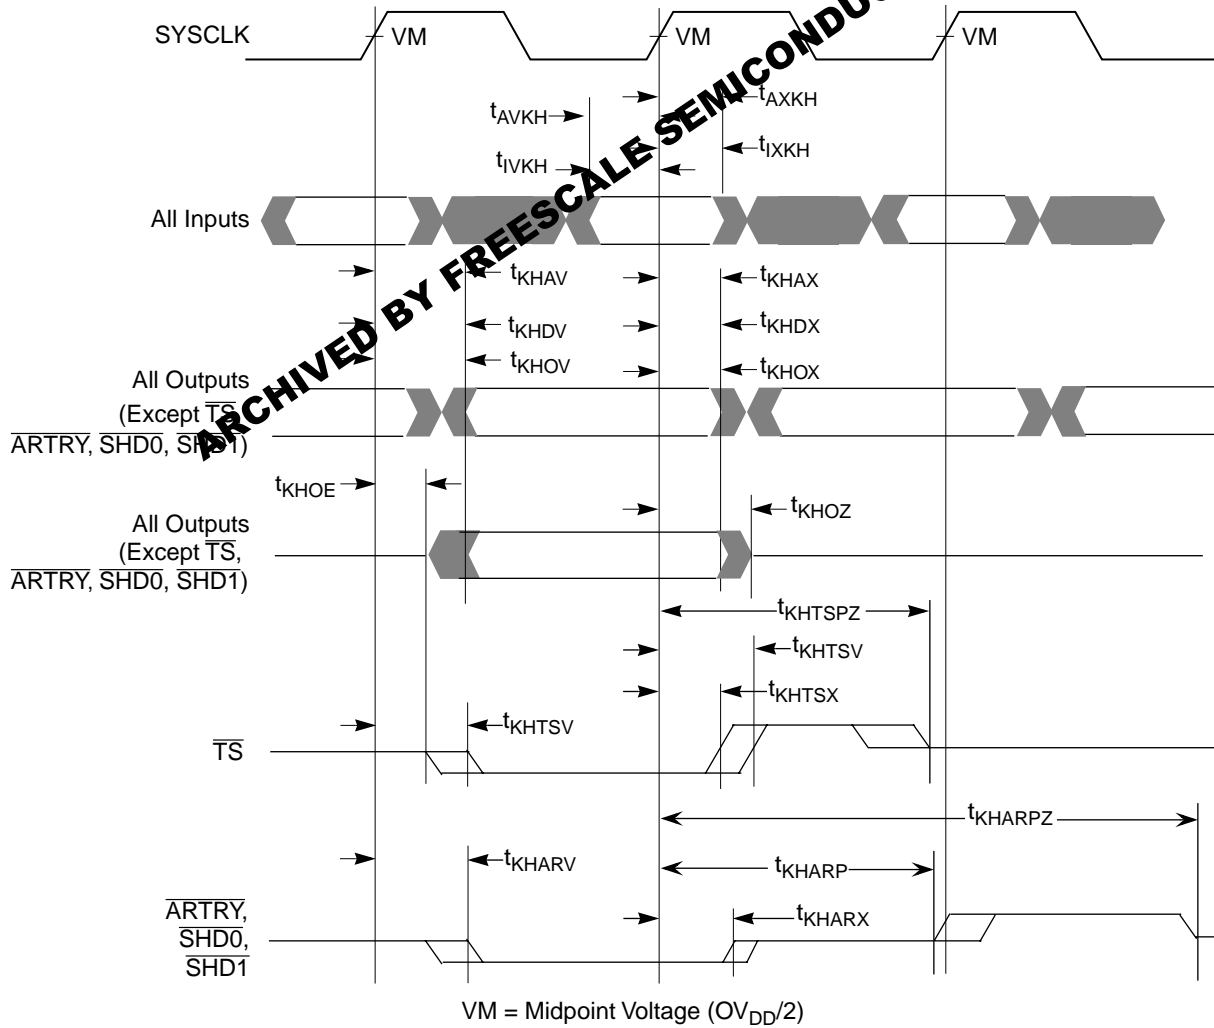 SYSCLK
VM
VM
VM
tAVKH
tAXKH
tIVKH
tIXKH
All Inputs
tKHAV
tKHAX
tKHDV
tKHDX
tKHOV
tKHOX
All Outputs
(Except TS
ARTRY, SHD0, SHD1)
tKHOE
tKHOZ
All Outputs
(Except TS,
ARTRY, SHD0, SHD1)
tKHTSPZ
tKHTSV
tKHTSX
tKHTSV
TS
tKHARPZ
tKHARV
tKHARP
tKHARX
ARTRY,
SHD0,
SHD1
VM = Midpoint Voltage (OVDD/2)
ARCHIVED BY FREESCALE SEMICONDUC